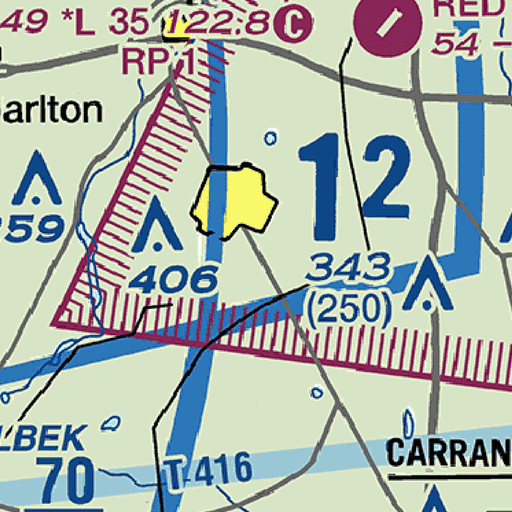 49 *L 35 122.8 C
RED
54 -
RP 1
arlton
12
259
406
343
(250)
LBEK
70
T-416
CARRAN